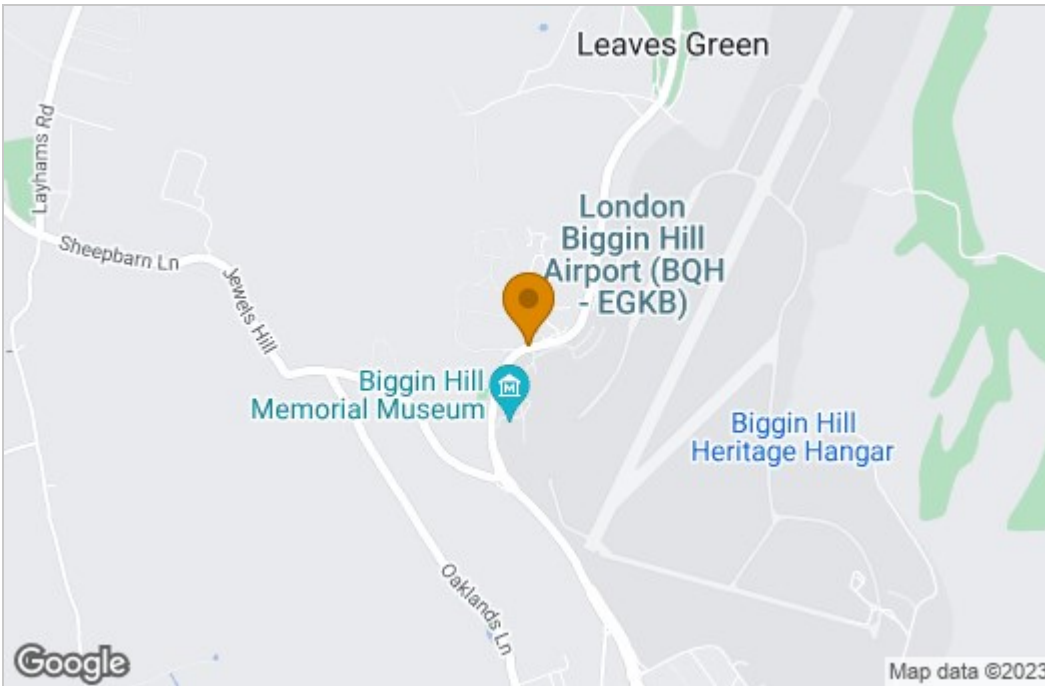 Leaves Green
Layhams Rd
London
Biggin Hill
Airport (BQH
- EGKB)
Sheepbarn Ln
Jewels Hill
Biggin Hill
Memorial Museum
M
Biggin Hill
Heritage Hangar
Oaklands Ln
Google
Map data ©2023